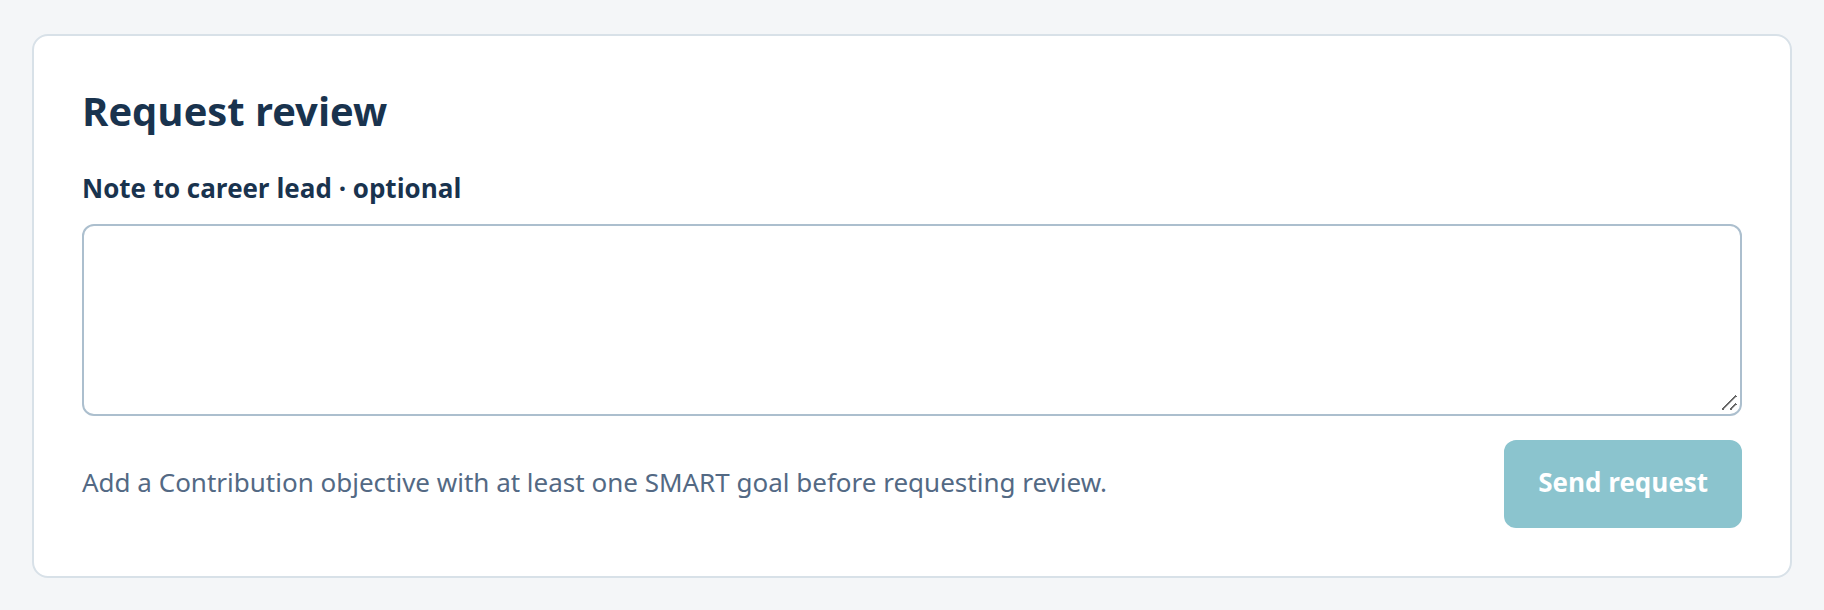 Request review
Note to career lead · optional
Add a Contribution objective with at least one SMART goal before requesting review.
Send request